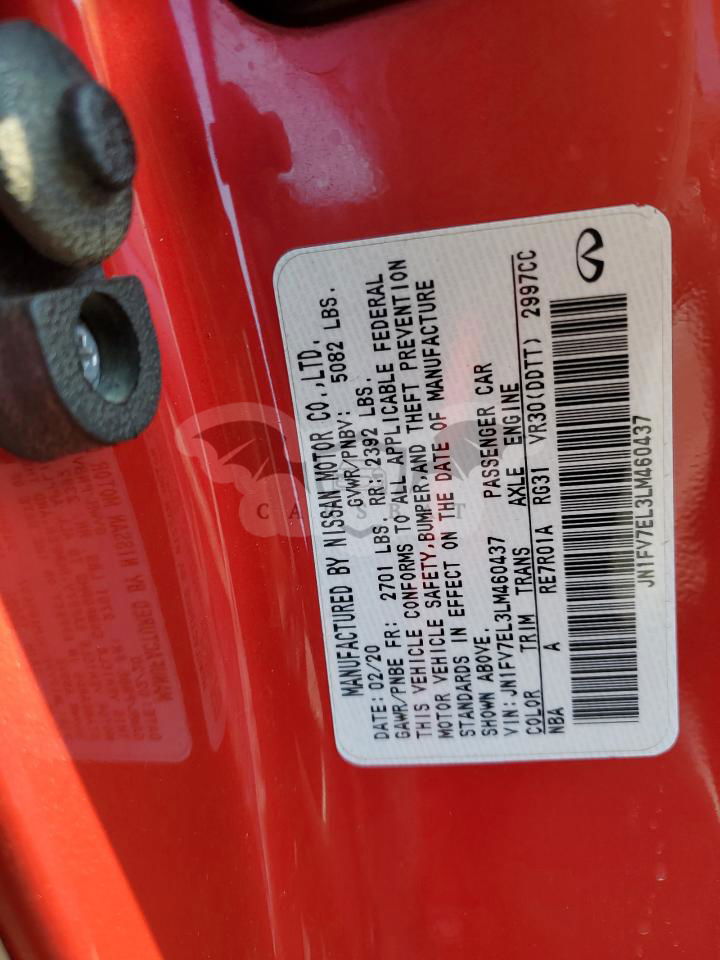 MANUFACTURED BY NISSAN MOTOR CO.,LTD.
DATE: 02/20 GVWR/PNBV: 5082 LBS.
GAWR/PNBE FR: 2701 LBS. RR: 2392 LBS.
THIS VEHICLE CONFORMS TO ALL APPLICABLE FEDERAL
MOTOR VEHICLE SAFETY,BUMPER,AND THEFT PREVENTION
STANDARDS IN EFFECT ON THE DATE OF MANUFACTURE
SHOWN ABOVE.
VIN: JN1FV7EL3LM460437 PASSENGER CAR
COLOR TRIM TRANS AXLE ENGINE
NBA A RE7R01A RG31 VR30(DDTT) 2997CC
JN1FV7EL3LM460437